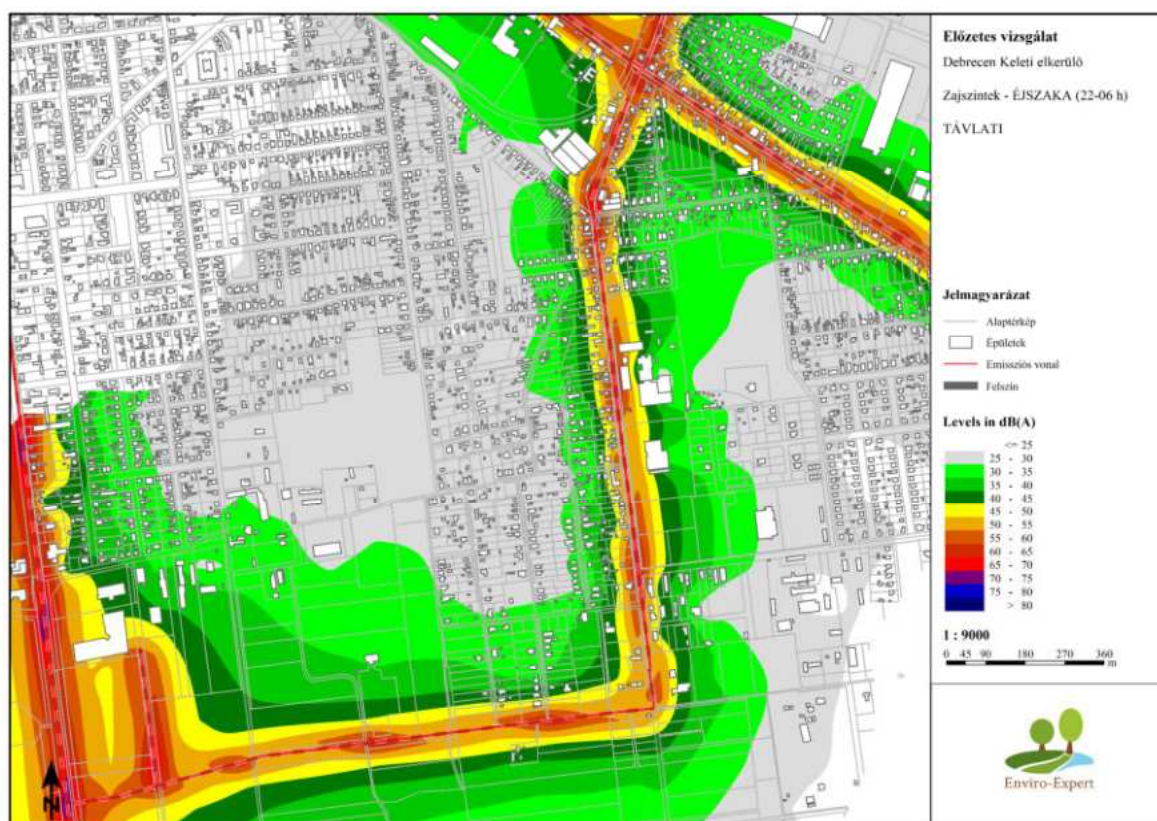 Előzetes vizsgálat
Debrecen Keleti elkerülő
Zajszintek - ÉJSZAKA (22-06 h)
TÁVLATI
Jelmagyarázat
Alaptérkép
Épületek
Emissziós vonal
Felszín
Levels in dB(A)
<= 25
25 - 30
30 - 35
35 - 40
40 - 45
45 - 50
50 - 55
55 - 60
60 - 65
65 - 70
70 - 75
75 - 80
> 80
1 : 9000
0 45 90 180 270 360
m
Enviro-Expert
N